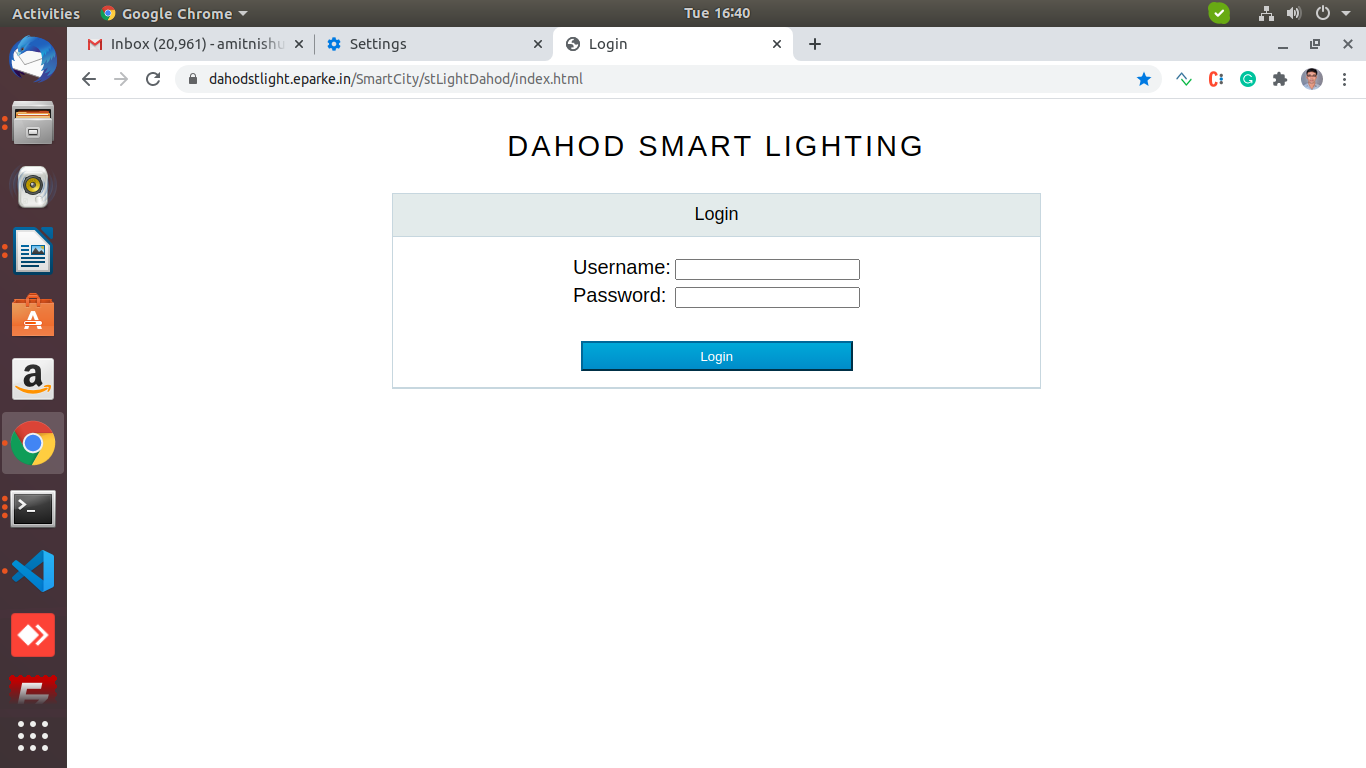 Activities Google Chrome Tue 16:40
Inbox (20,961) - amitnishu Settings Login
dahodstlight.eparke.in/SmartCity/stLightDahod/index.html
DAHOD SMART LIGHTING
Login
Username:
Password:
Login